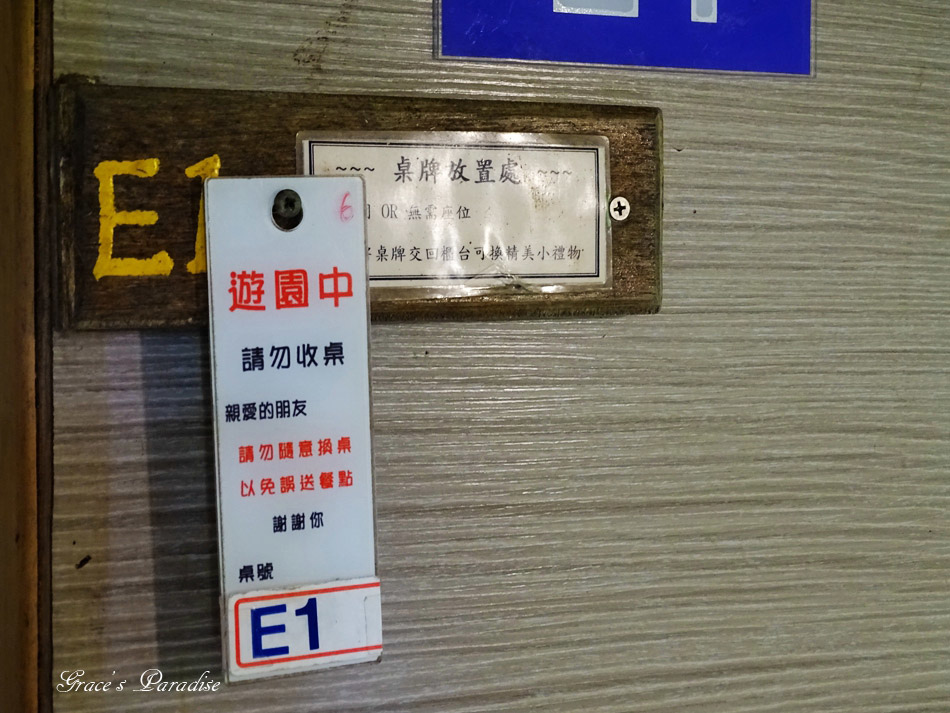 E1
~~~ 桌牌放置處 ~~~
OR 無需座位
將桌牌交回櫃台可換精美小禮物
6
遊園中
請勿收桌
親愛的朋友
請勿隨意換桌
以免誤送餐點
謝謝你
桌號
E1
Grace's Paradise